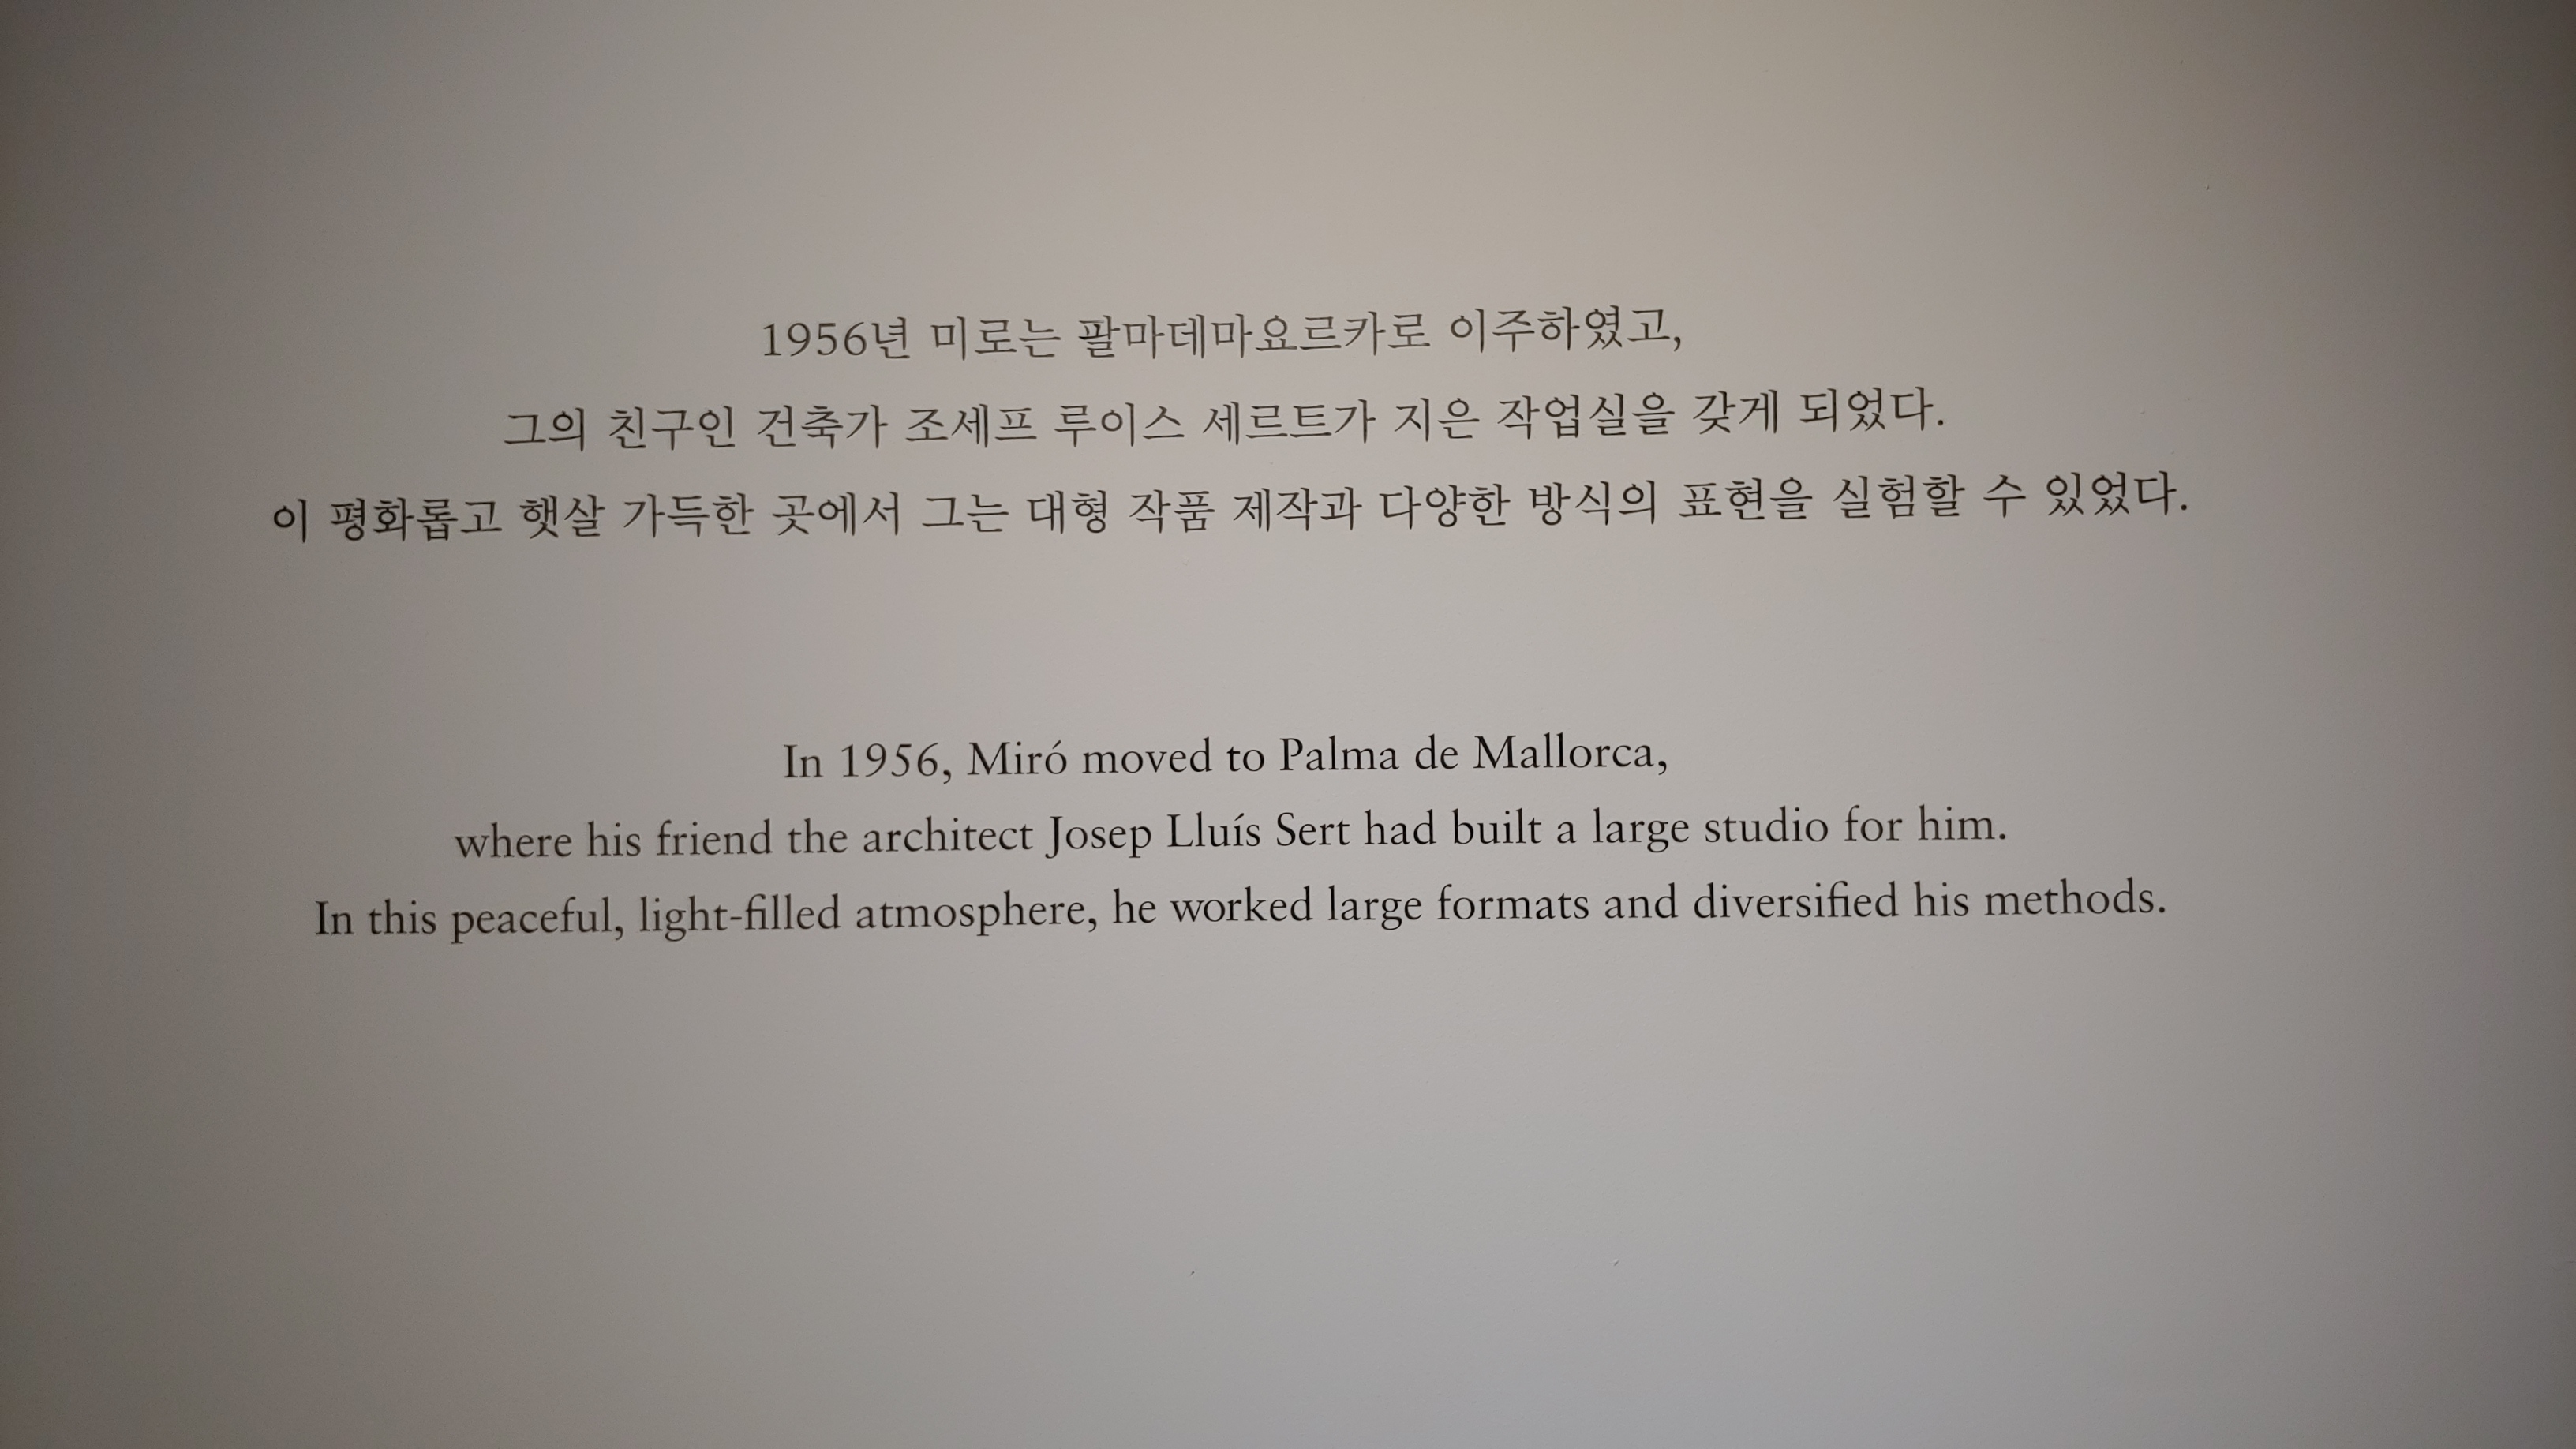 1956년 미로는 팔마데마요르카로 이주하였고,
그의 친구인 건축가 조세프 루이스 세르트가 지은 작업실을 갖게 되었다.
이 평화롭고 햇살 가득한 곳에서 그는 대형 작품 제작과 다양한 방식의 표현을 실험할 수 있었다.
In 1956, Miró moved to Palma de Mallorca,
where his friend the architect Josep Lluís Sert had built a large studio for him.
In this peaceful, light-filled atmosphere, he worked large formats and diversified his methods.